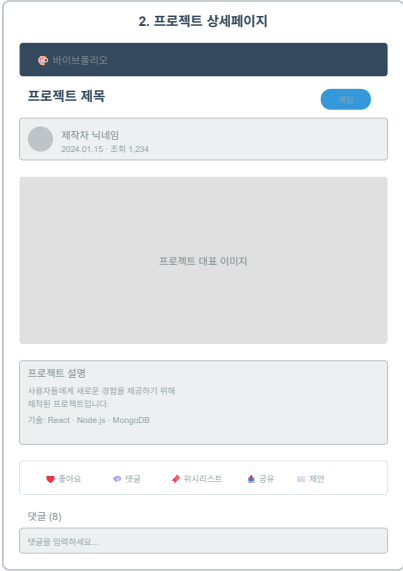 2. 프로젝트 상세페이지
🎨 바이브폴리오
프로젝트 제목
게임
제작자 닉네임
2024.01.15 · 조회 1,234
프로젝트 대표 이미지
프로젝트 설명
사용자들에게 새로운 경험을 제공하기 위해
제작된 프로젝트입니다.
기술: React · Node.js · MongoDB
❤️ 좋아요 💬 댓글 📌 위시리스트 📤 공유 📧 제안
댓글 (8)
댓글을 입력하세요...